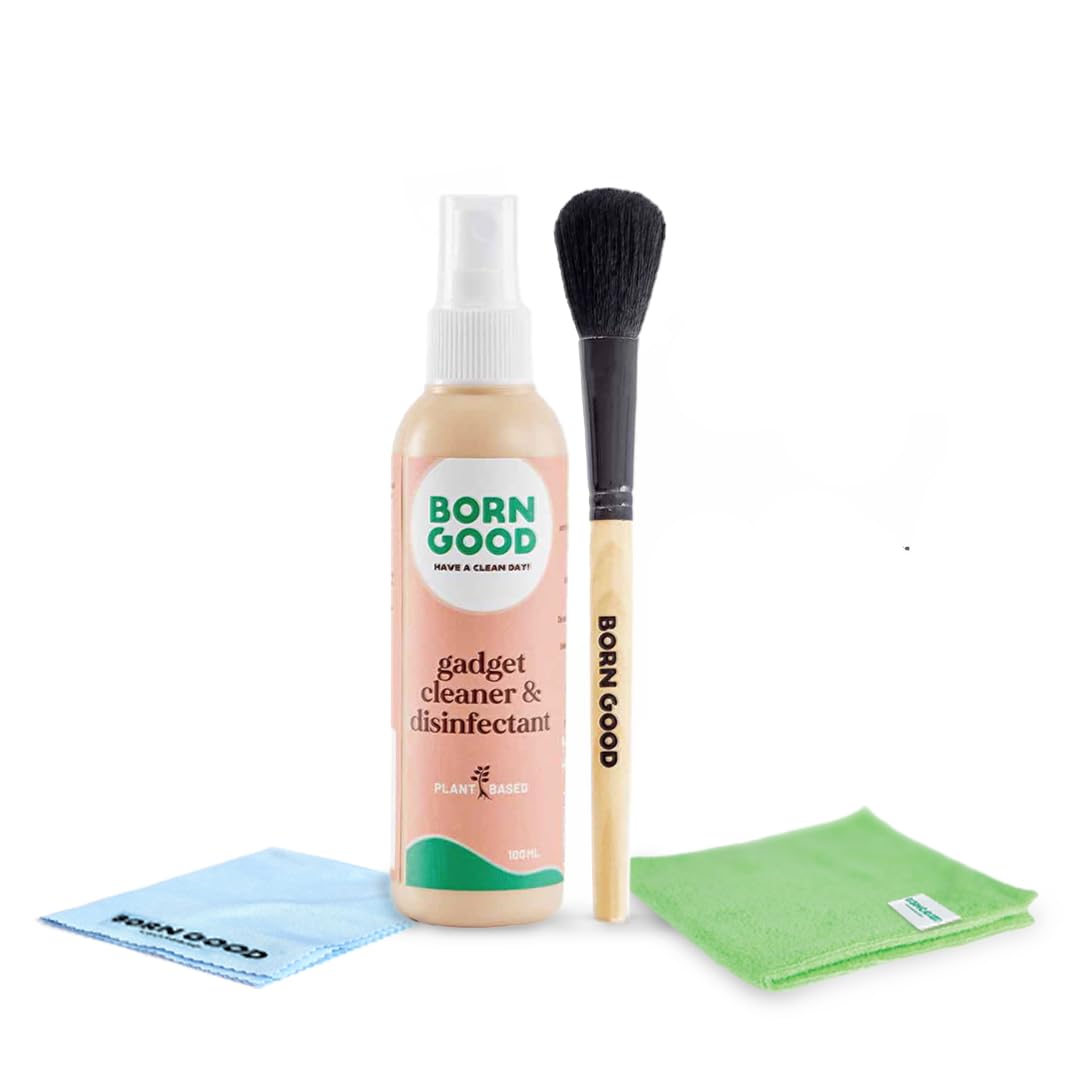 BORN
GOOD
HAVE A CLEAN DAY!
gadget
cleaner &
disinfectant
PLANT BASED
100 ML
BORN GOOD
BORN GOOD